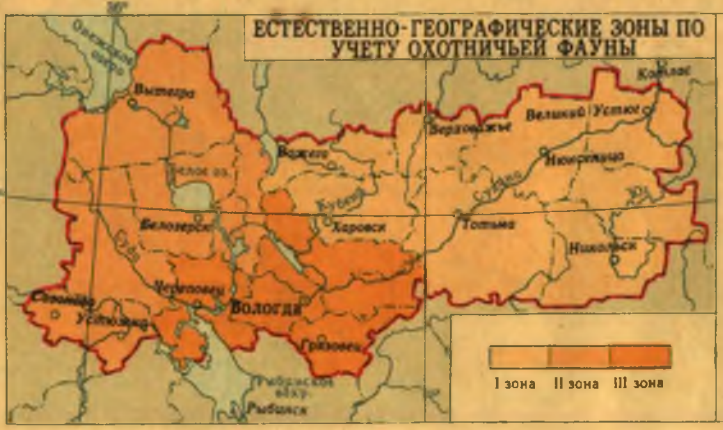 36°
ЕСТЕСТВЕННО-ГЕОГРАФИЧЕСКИЕ ЗОНЫ ПО
УЧЕТУ ОХОТНИЧЬЕЙ ФАУНЫ
Онежское
озеро
Котлас
Вытегра
Великий Устюг
Верховажье
Вожега
Нюксеница
Белое оз.
Сухона
Кубена
Юг
Белозерск
Харовск
Тотьма
Суда
Никольск
Череповец
Вологда
Устюжна
Грязовец
Рыбинское
вдхр.
Рыбинск
I зона II зона III зона